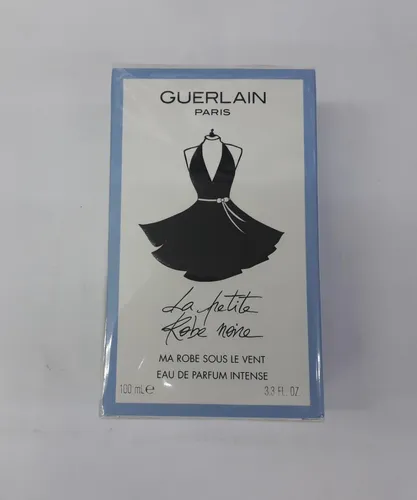 GUERLAIN
PARIS
La petite
Robe noire
MA ROBE SOUS LE VENT
EAU DE PARFUM INTENSE
100 mL e 3.3 FL. OZ